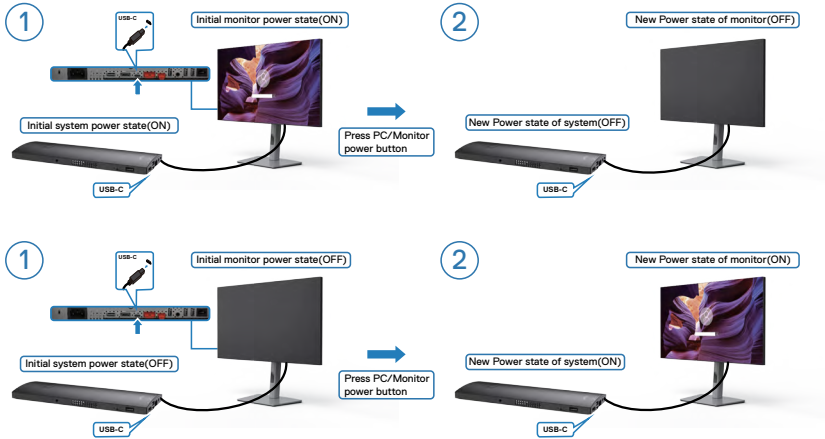 1
USB-C
Initial monitor power state(ON)
Initial system power state(ON)
USB-C
Press PC/Monitor
power button
2
New Power state of monitor(OFF)
New Power state of system(OFF)
USB-C
1
USB-C
Initial monitor power state(OFF)
Initial system power state(OFF)
USB-C
Press PC/Monitor
power button
2
New Power state of monitor(ON)
New Power state of system(ON)
USB-C